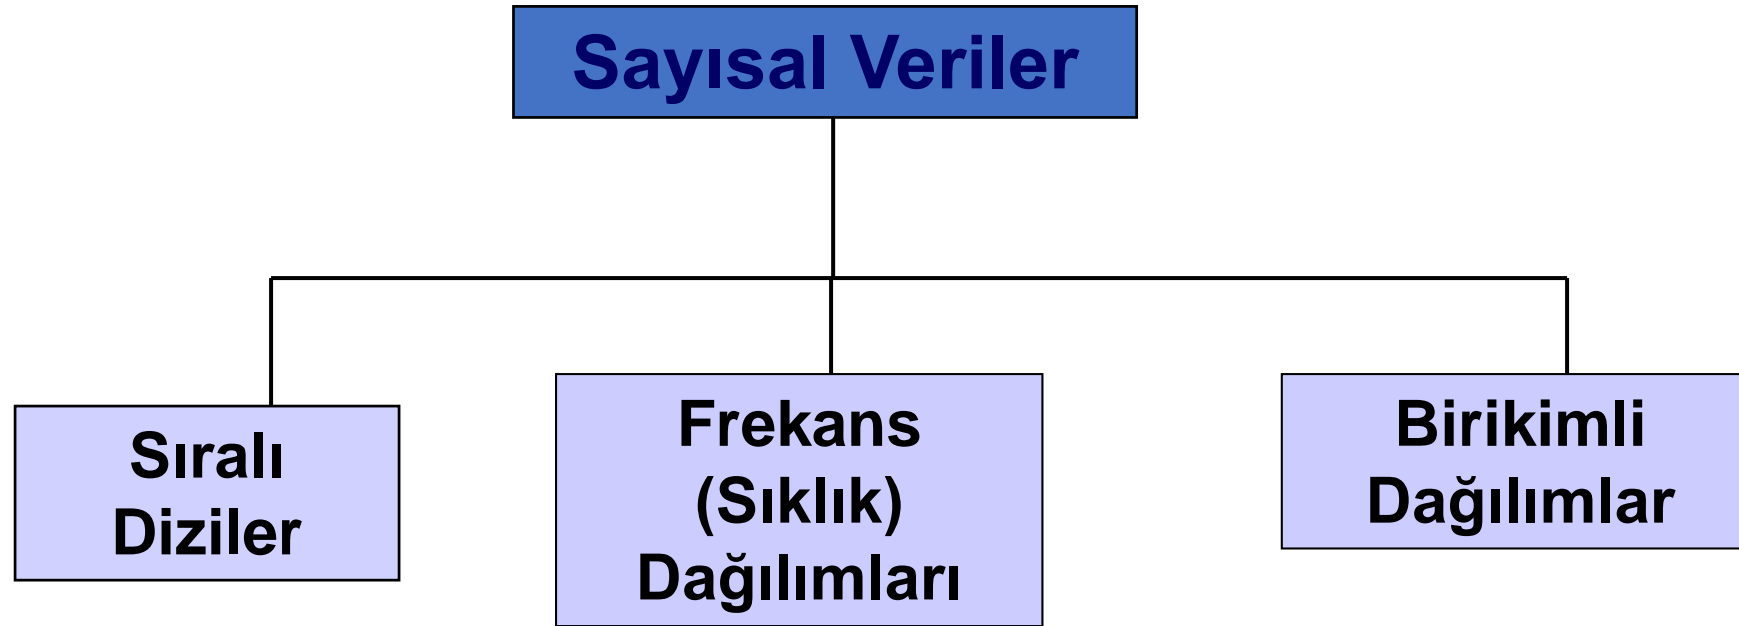 Sayısal Veriler
Sıralı
Diziler
Frekans
(Sıklık)
Dağılımları
Birikimli
Dağılımlar